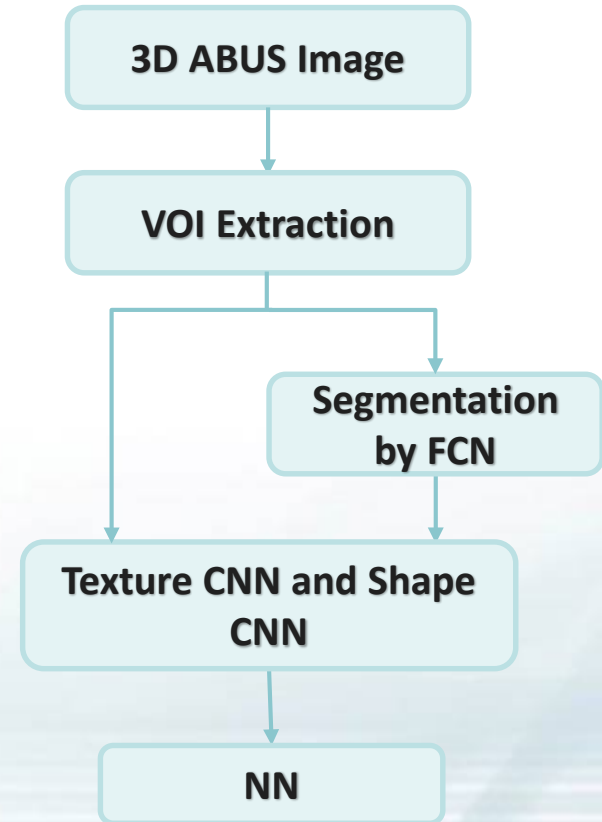 3D ABUS Image
VOI Extraction
Segmentation
by FCN
Texture CNN and Shape
CNN
NN